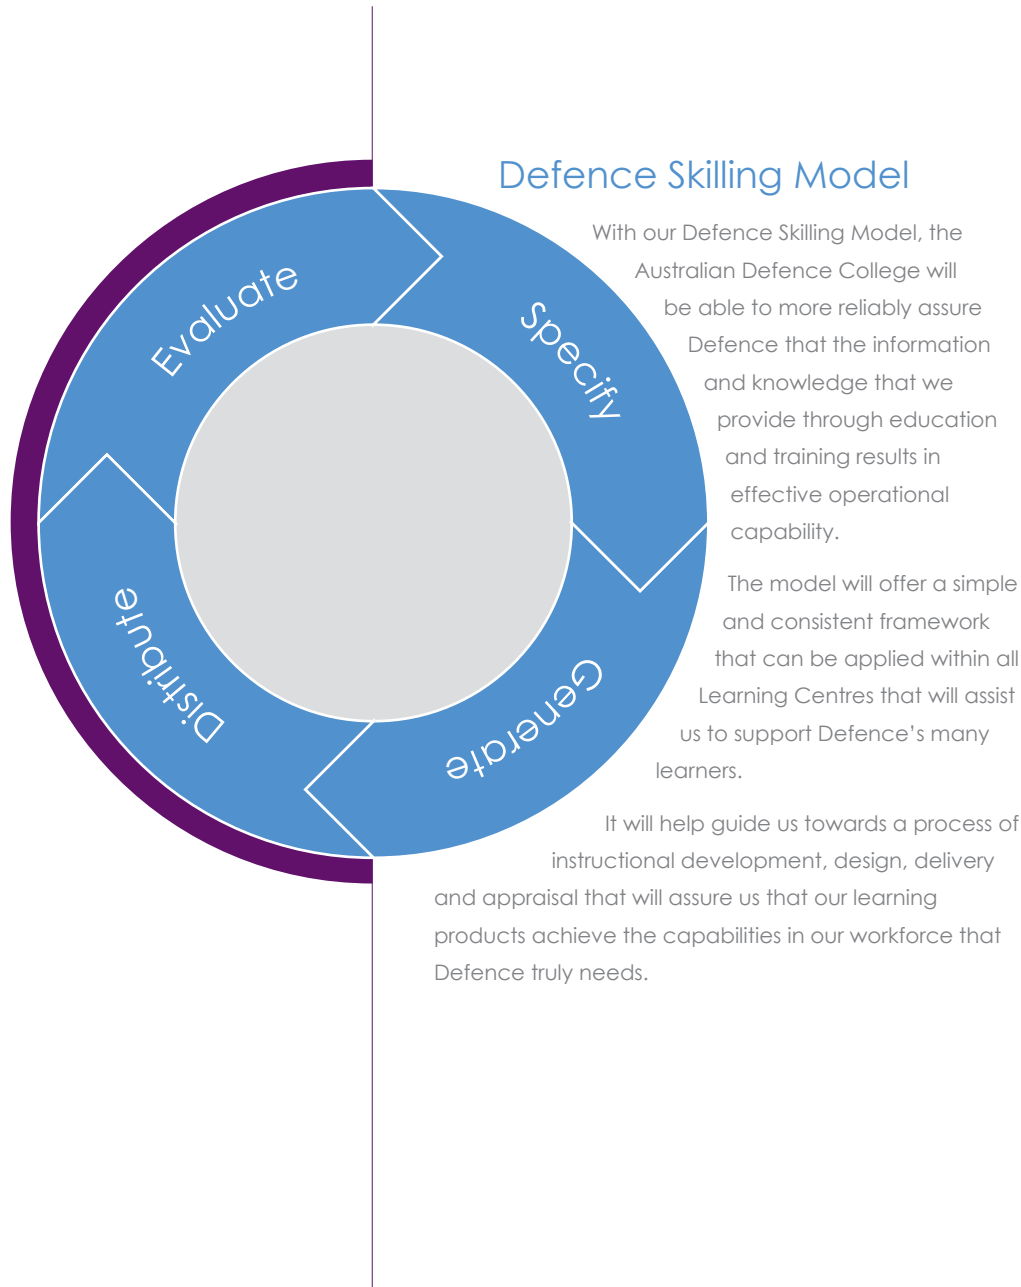 Defence Skilling Model
With our Defence Skilling Model, the
Australian Defence College will
be able to more reliably assure
Defence that the information
and knowledge that we
provide through education
and training results in
effective operational
capability.
The model will offer a simple
and consistent framework
that can be applied within all
Learning Centres that will assist
us to support Defence’s many
learners.
It will help guide us towards a process of
instructional development, design, delivery
and appraisal that will assure us that our learning
products achieve the capabilities in our workforce that
Defence truly needs.
Specify
Generate
Distribute
Evaluate